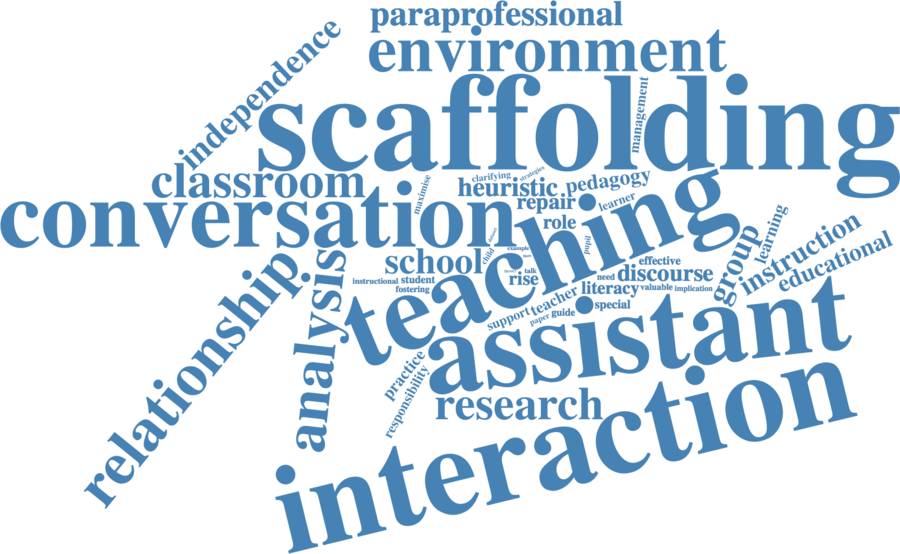 paraprofessional
environment
independence
scaffolding
management
classroom
conversation
maximise
clarifying
strategies
heuristic
pedagogy
repair
learner
role
teaching
pupil
child
example
school
talk
rise
need
effective
discourse
group
learning
instruction
educational
instructional
student
fostering
literacy
valuable
implication
teacher
support
paper
guide
special
relationship
analysis
assistant
practice
responsibility
research
interaction